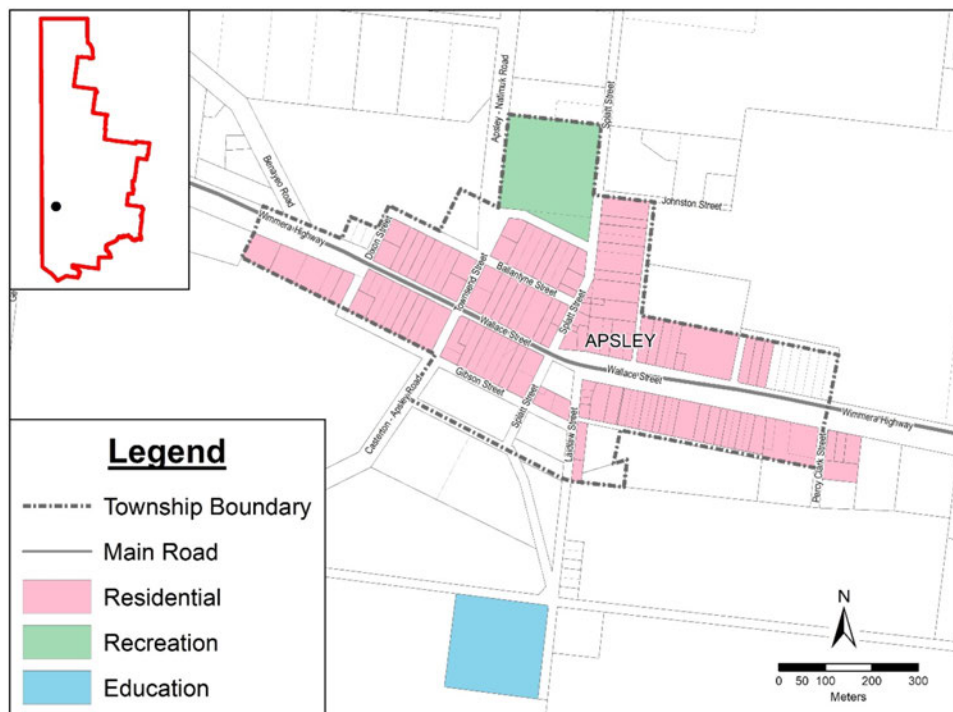 Apsley - Natimuk Road
Splatt Street
Benayeo Road
Johnston Street
Wimmera Highway
Dixon Street
Townsend Street
Ballantyne Street
Splatt Street
APSLEY
Wallace Street
Wallace Street
Gibson Street
Wimmera Highway
Casterton - Apsley Road
Splatt Street
Laidlaw Street
Percy Clark Street
Legend
Township Boundary
Main Road
Residential
Recreation
Education
N
0 50 100 200 300
Meters